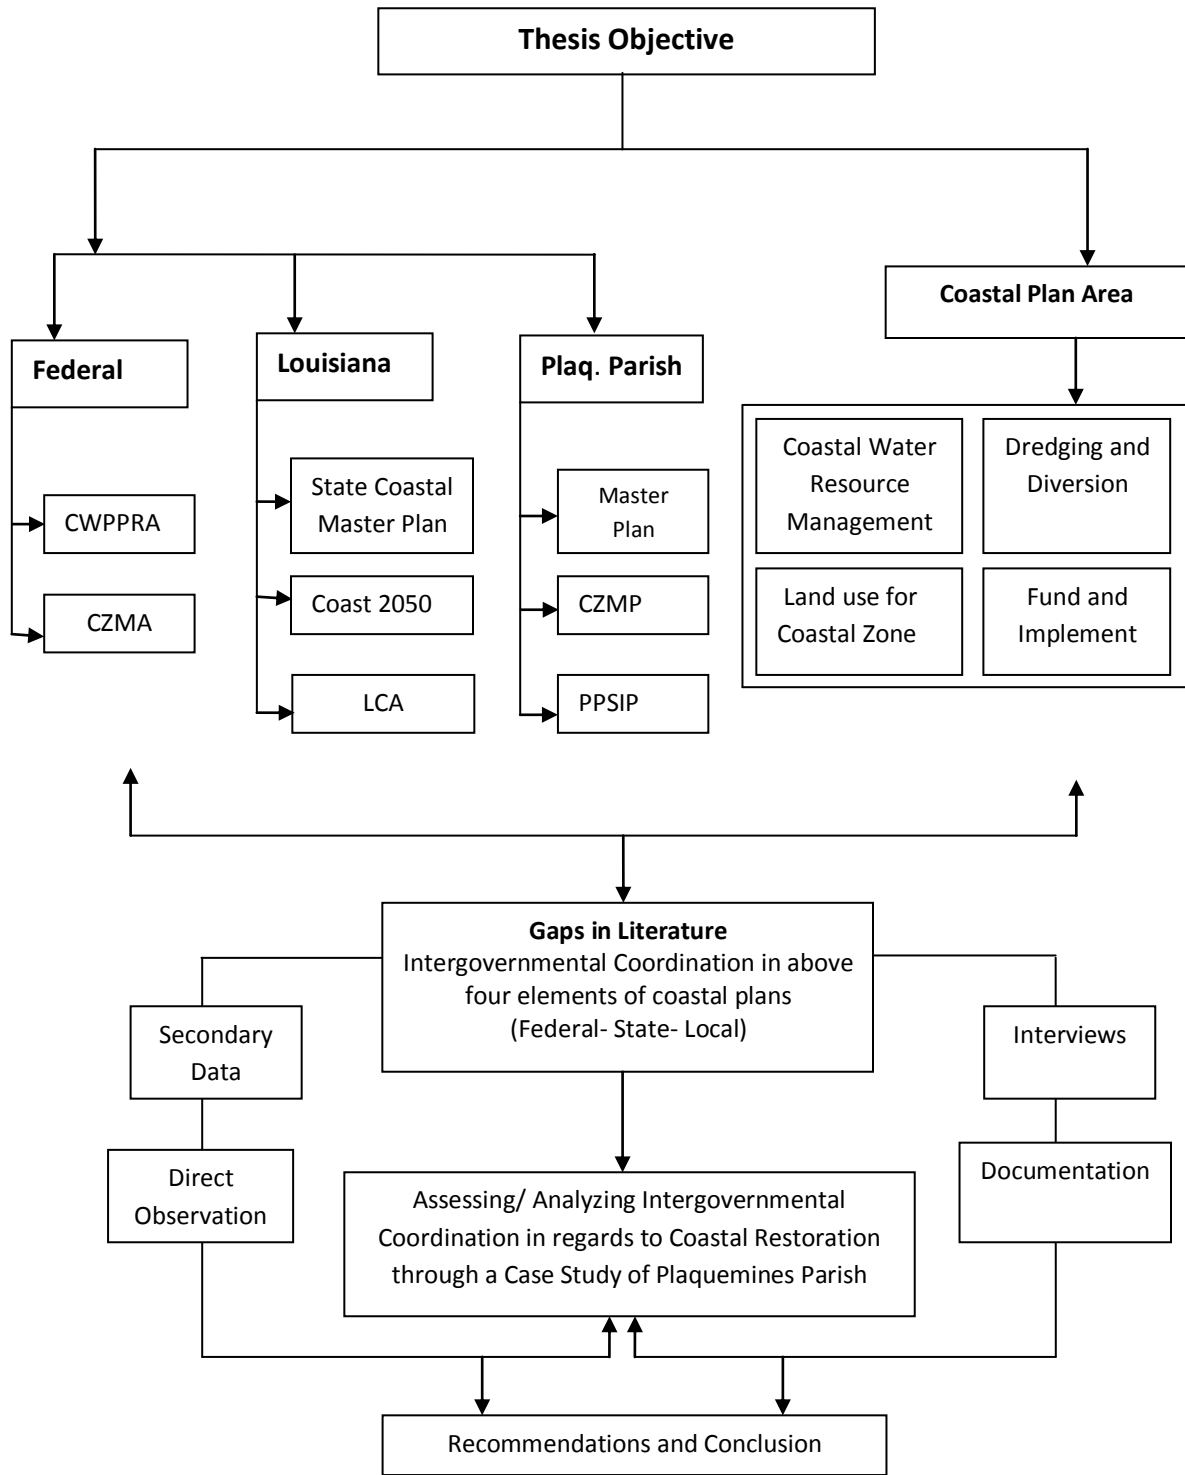 Thesis Objective
Federal
CWPPRA
CZMA
Louisiana
State Coastal
Master Plan
Coast 2050
LCA
Plaq. Parish
Master
Plan
CZMP
PPSIP
Coastal Plan Area
Coastal Water
Resource
Management
Dredging and
Diversion
Land use for
Coastal Zone
Fund and
Implement
Gaps in Literature
Intergovernmental Coordination in above
four elements of coastal plans
(Federal- State- Local)
Secondary
Data
Direct
Observation
Interviews
Documentation
Assessing/ Analyzing Intergovernmental
Coordination in regards to Coastal Restoration
through a Case Study of Plaquemines Parish
Recommendations and Conclusion